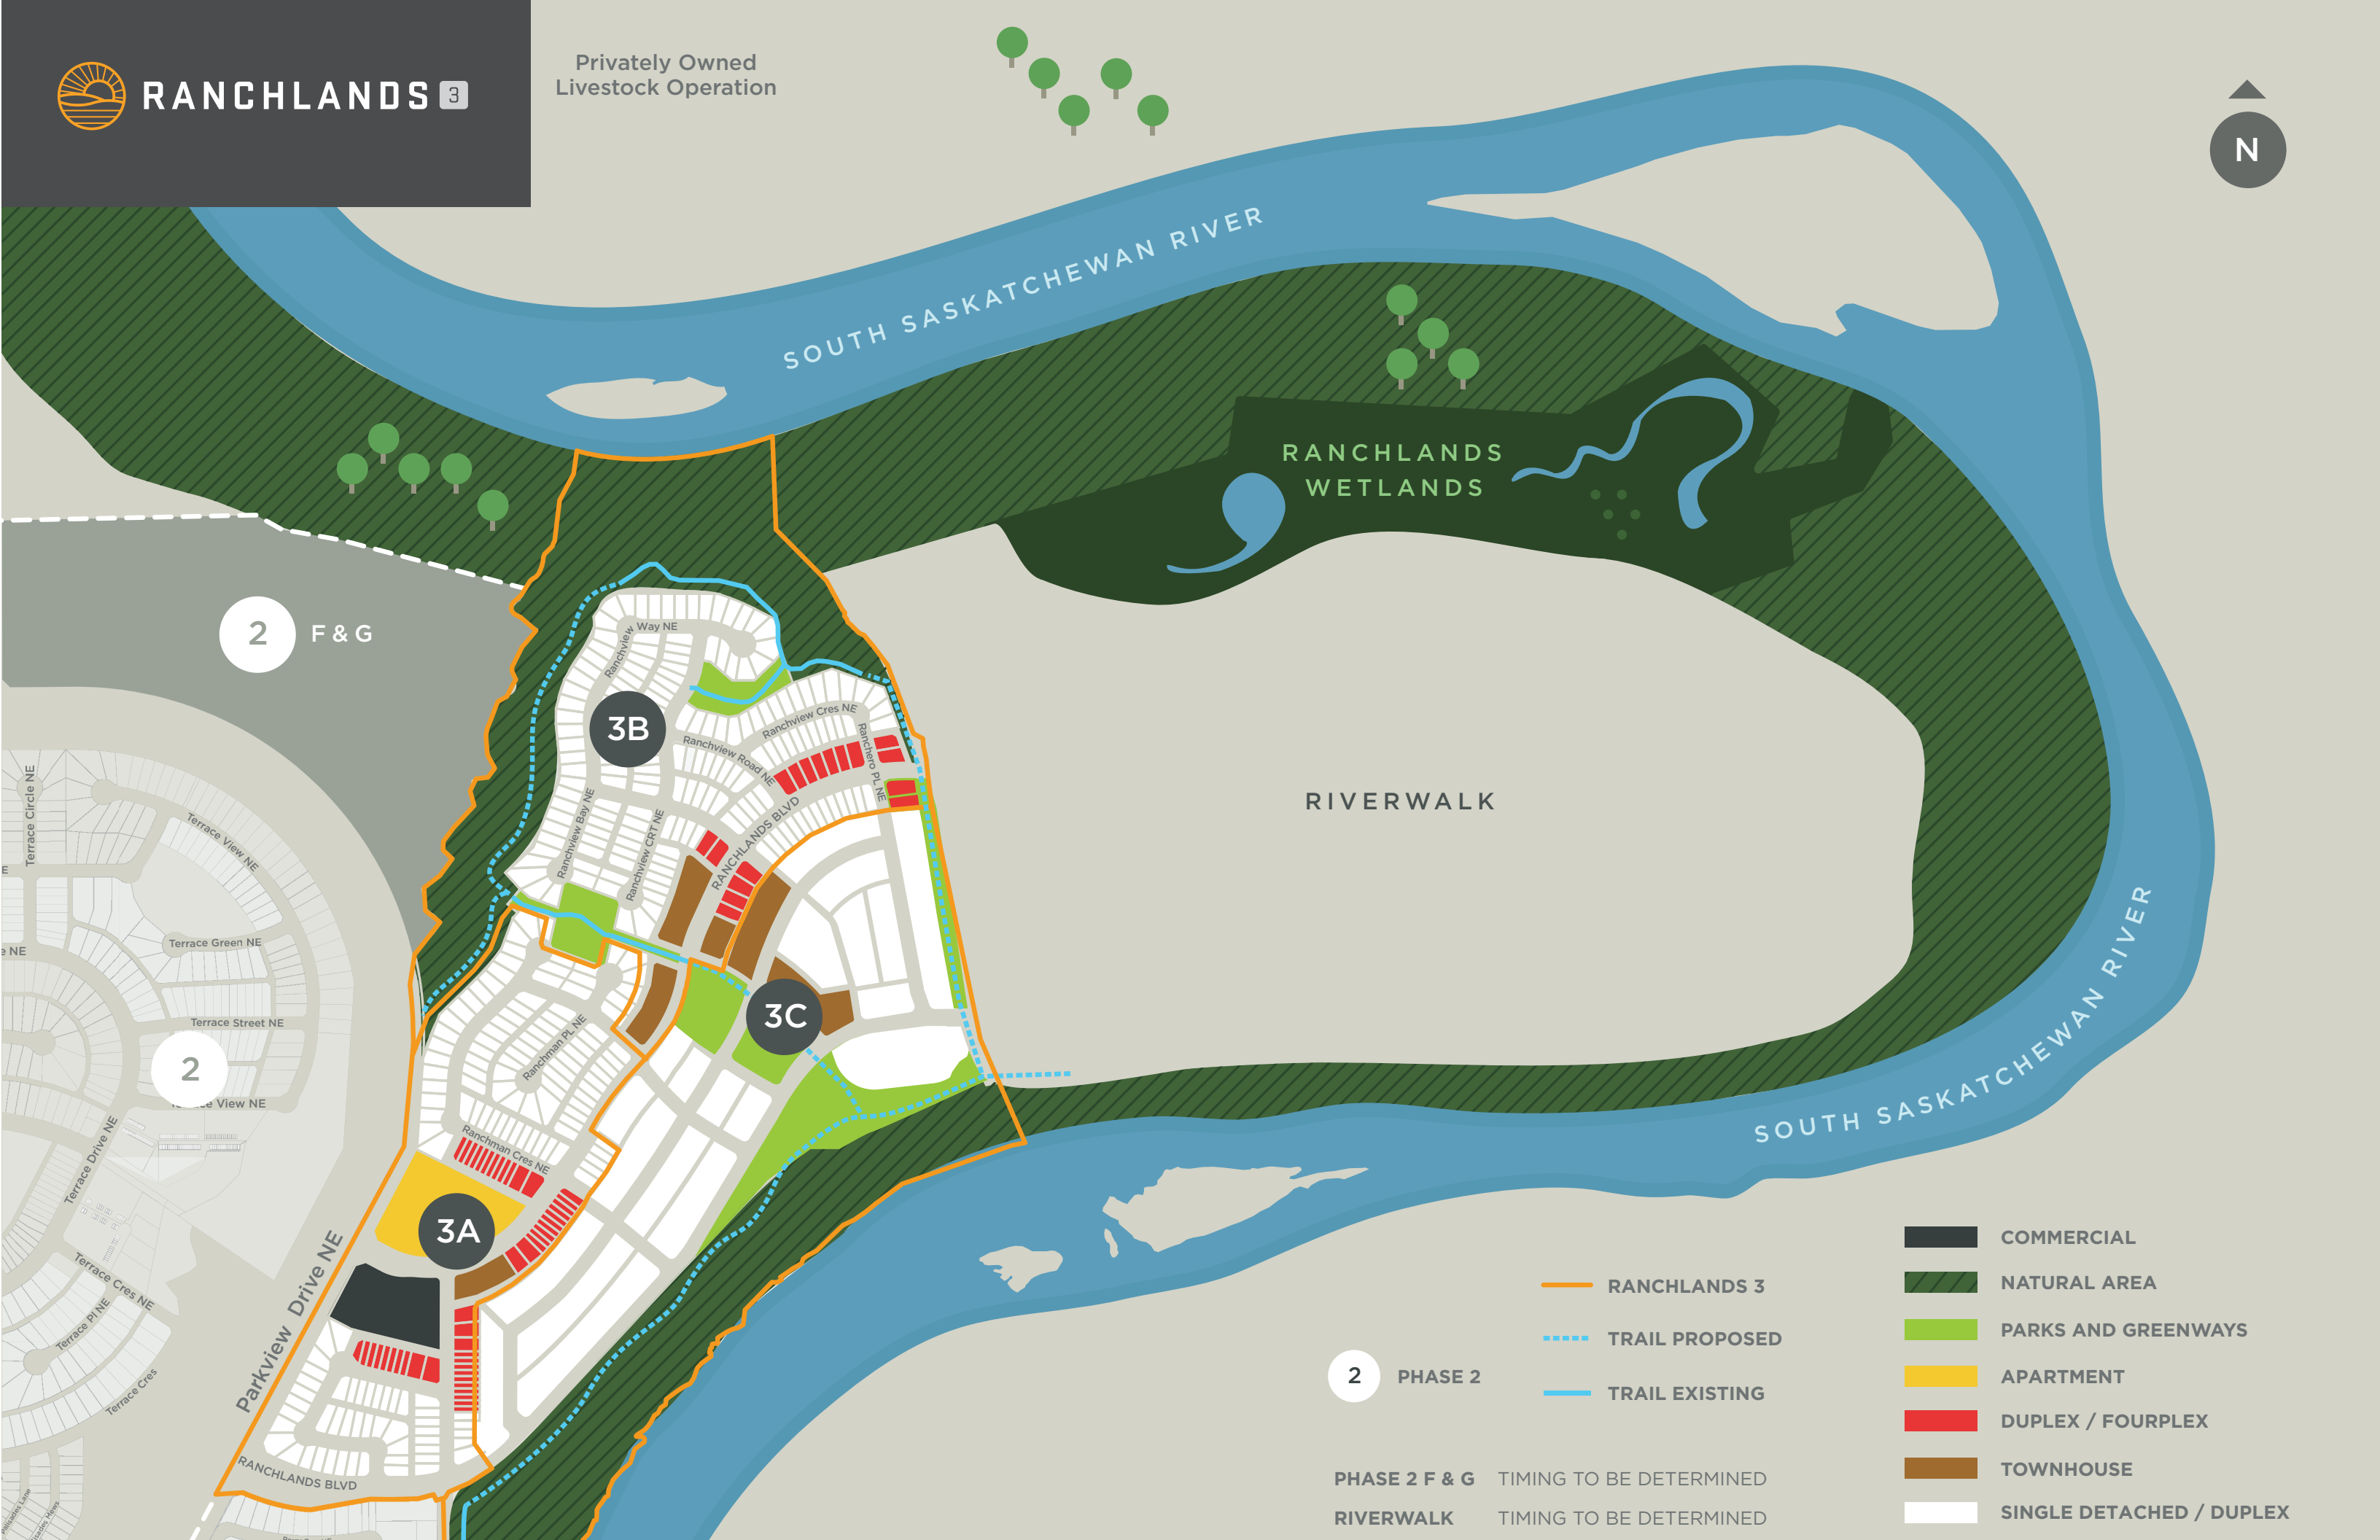 RANCHLANDS 3
Privately Owned
Livestock Operation
N
SOUTH SASKATCHEWAN RIVER
RANCHLANDS
WETLANDS
2 F & G
Way NE
Ranchview
3B
Ranchview Cres NE
Ranchview Road NE
Ranchero PL NE
RANCHLANDS BLVD
Ranchview Bay NE
Ranchview CRT NE
RIVERWALK
Terrace Circle NE
Terrace View NE
E
Terrace Green NE
e NE
Terrace Street NE
2
View NE
Terrace Drive NE
3C
Ranchman PL NE
Ranchman Cres NE
3A
SOUTH SASKATCHEWAN RIVER
Terrace Cres NE
Terrace Pl NE
Terrace Cres
Parkview Drive NE
RANCHLANDS BLVD
2 PHASE 2
RANCHLANDS 3
TRAIL PROPOSED
TRAIL EXISTING
PHASE 2 F & G TIMING TO BE DETERMINED
RIVERWALK TIMING TO BE DETERMINED
COMMERCIAL
NATURAL AREA
PARKS AND GREENWAYS
APARTMENT
DUPLEX / FOURPLEX
TOWNHOUSE
SINGLE DETACHED / DUPLEX